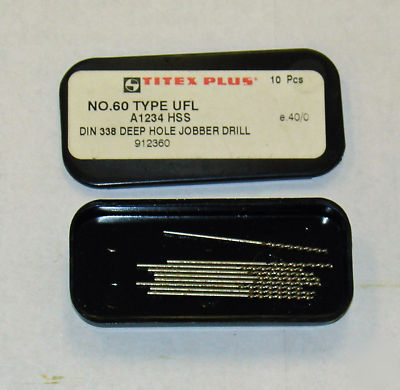 TITEX PLUS 10 Pcs
NO.60 TYPE UFL
A1234 HSS e.40/0
DIN 338 DEEP HOLE JOBBER DRILL
912360